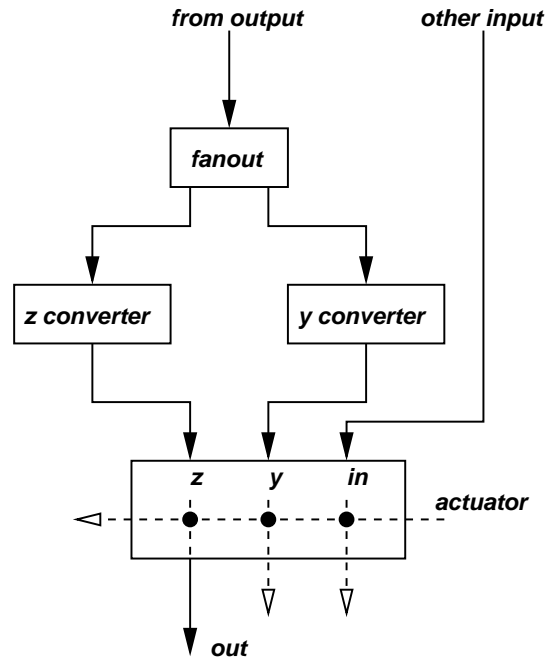 from output
other input
fanout
z converter
y converter
z
y
in
actuator
out